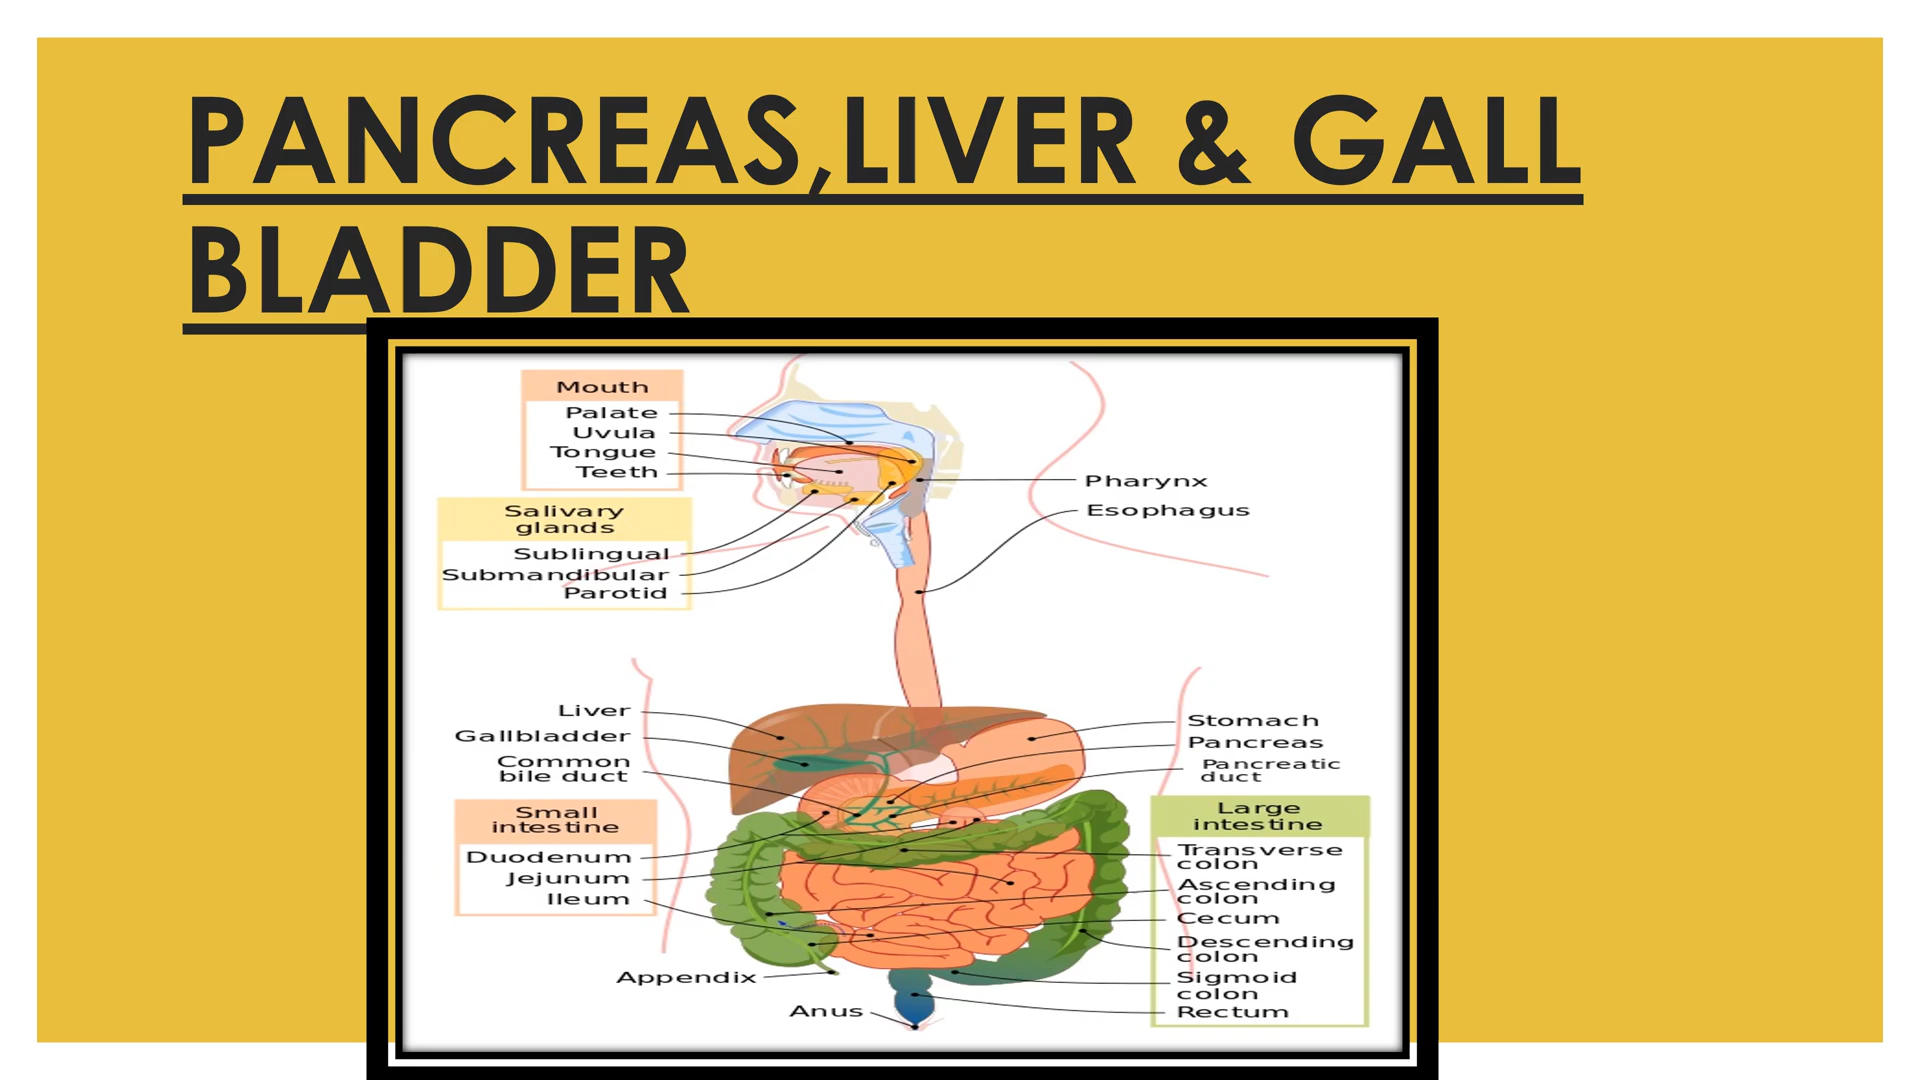 PANCREAS,LIVER & GALL
BLADDER
Mouth
Palate
Uvula
Tongue
Teeth
Salivary
glands
Sublingual
Submandibular
Parotid
Pharynx
Esophagus
Liver
Gallbladder
Common
bile duct
Small
intestine
Duodenum
Jejunum
Ileum
Appendix
Anus
Stomach
Pancreas
Pancreatic
duct
Large
intestine
Transverse
colon
Ascending
colon
Cecum
Descending
colon
Sigmoid
colon
Rectum